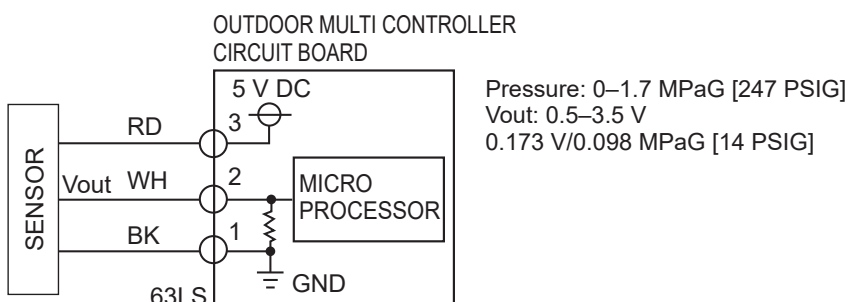 OUTDOOR MULTI CONTROLLER
CIRCUIT BOARD
5 V DC
Pressure: 0–1.7 MPaG [247 PSIG]
Vout: 0.5–3.5 V
0.173 V/0.098 MPaG [14 PSIG]
SENSOR
RD
3
Vout WH
2
MICRO
PROCESSOR
BK
1
GND
63LS